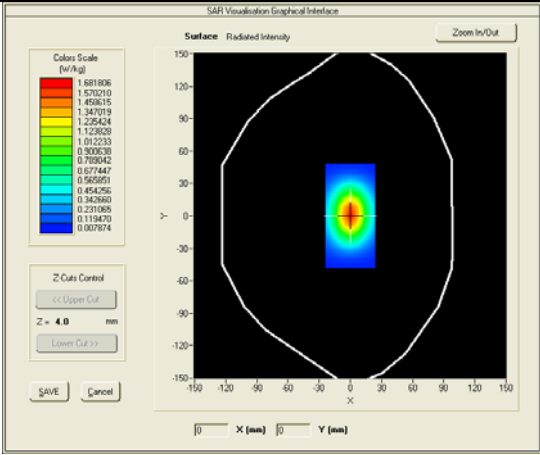 SAR Visualisation Graphical Interface
Surface Radiated Intensity
Zoom In/Out
Colors Scale
(W/kg)
1.681806
1.570210
1.458615
1.347019
1.235424
1.123828
1.012233
0.900638
0.789042
0.677447
0.565851
0.454256
0.342660
0.231065
0.119470
0.007874
150
120
90
60
30
0
-30
-60
-90
-120
-150
Y
-150 -120 -90 -60 -30 0 30 60 90 120 150
X
Z-Cuts Control
<< Upper Cut
Z = 4.0 mm
Lower Cut >>
SAVE Cancel
0 X (mm) 0 Y (mm)